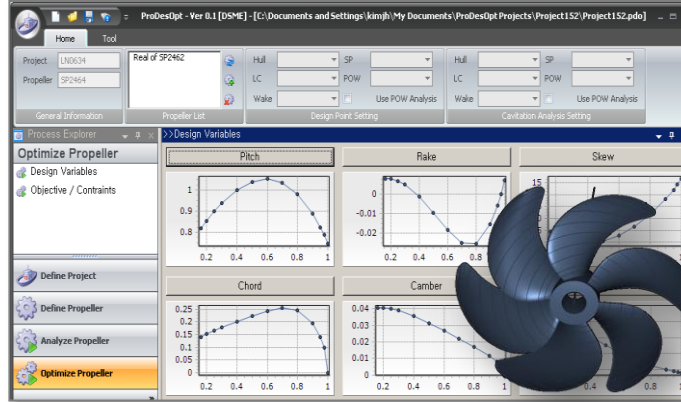 ProDesOpt - Ver 0.1 [DSME] - [C:\Documents and Settings\kimjh\My Documents\ProDesOpt Projects\Project152\Project152.pdo]
Home Tool
Project LN0634
Propeller SP2464
General Information
Real of SP2462
Propeller List
Hull SP
LC POW
Wake Use POW Analysis
Design Point Setting
Hull SP
LC POW
Wake Use POW Analysis
Cavitation Analysis Setting
Process Explorer
Optimize Propeller
Design Variables
Objective / Contraints
Define Project
Define Propeller
Analyze Propeller
Optimize Propeller
>>Design Variables
Pitch
1
0.9
0.8
0.2 0.4 0.6 0.8 1
Rake
0
-0.01
-0.02
0.2 0.4 0.6 0.8
Skew
15
1
Chord
0.25
0.2
0.15
0.1
0.05
0
0.2 0.4 0.6 0.8 1
Camber
0.04
0.03
0.02
0.01
0
0.2 0.4 0.6 0.8 1
0.4 0.8